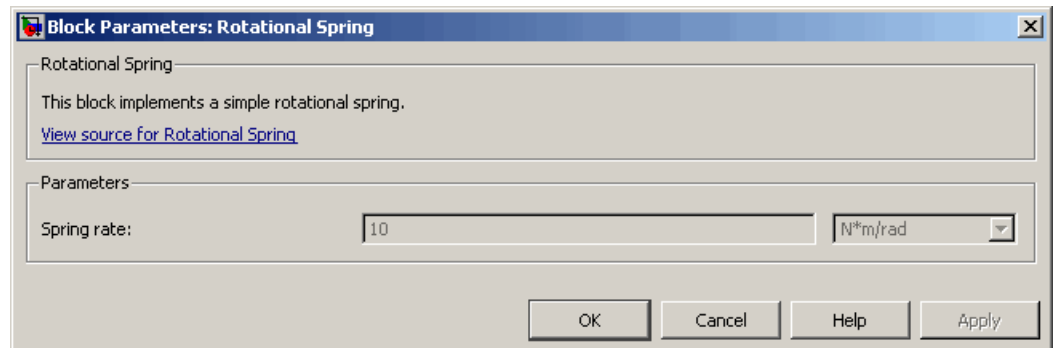 Block Parameters: Rotational Spring
Rotational Spring
This block implements a simple rotational spring.
View source for Rotational Spring
Parameters
Spring rate: 10 N*m/rad
OK Cancel Help Apply